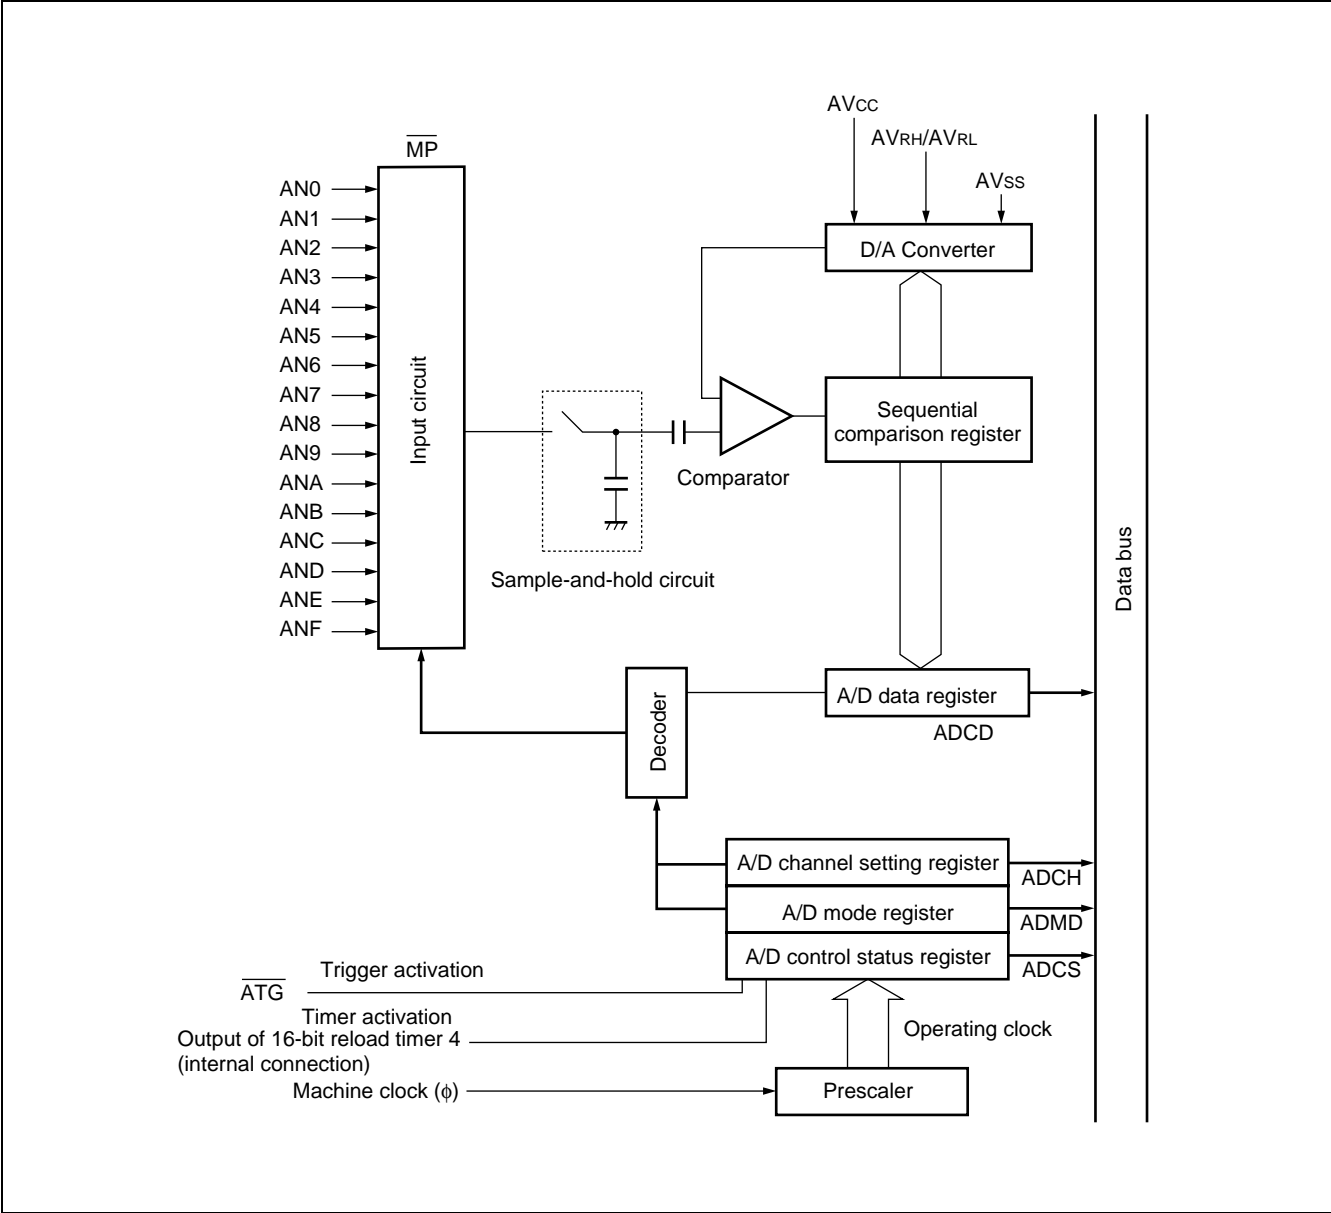 AVCC
AVRH/AVRL
AVSS
MP
AN0
AN1
AN2
AN3
AN4
AN5
AN6
AN7
AN8
AN9
ANA
ANB
ANC
AND
ANE
ANF
Input circuit
D/A Converter
Sequential
comparison register
Comparator
Sample-and-hold circuit
Data bus
Decoder
A/D data register
ADCD
A/D channel setting register
ADCH
A/D mode register
ADMD
A/D control status register
ADCS
Trigger activation
ATG
Timer activation
Output of 16-bit reload timer 4
(internal connection)
Operating clock
Machine clock (ϕ)
Prescaler